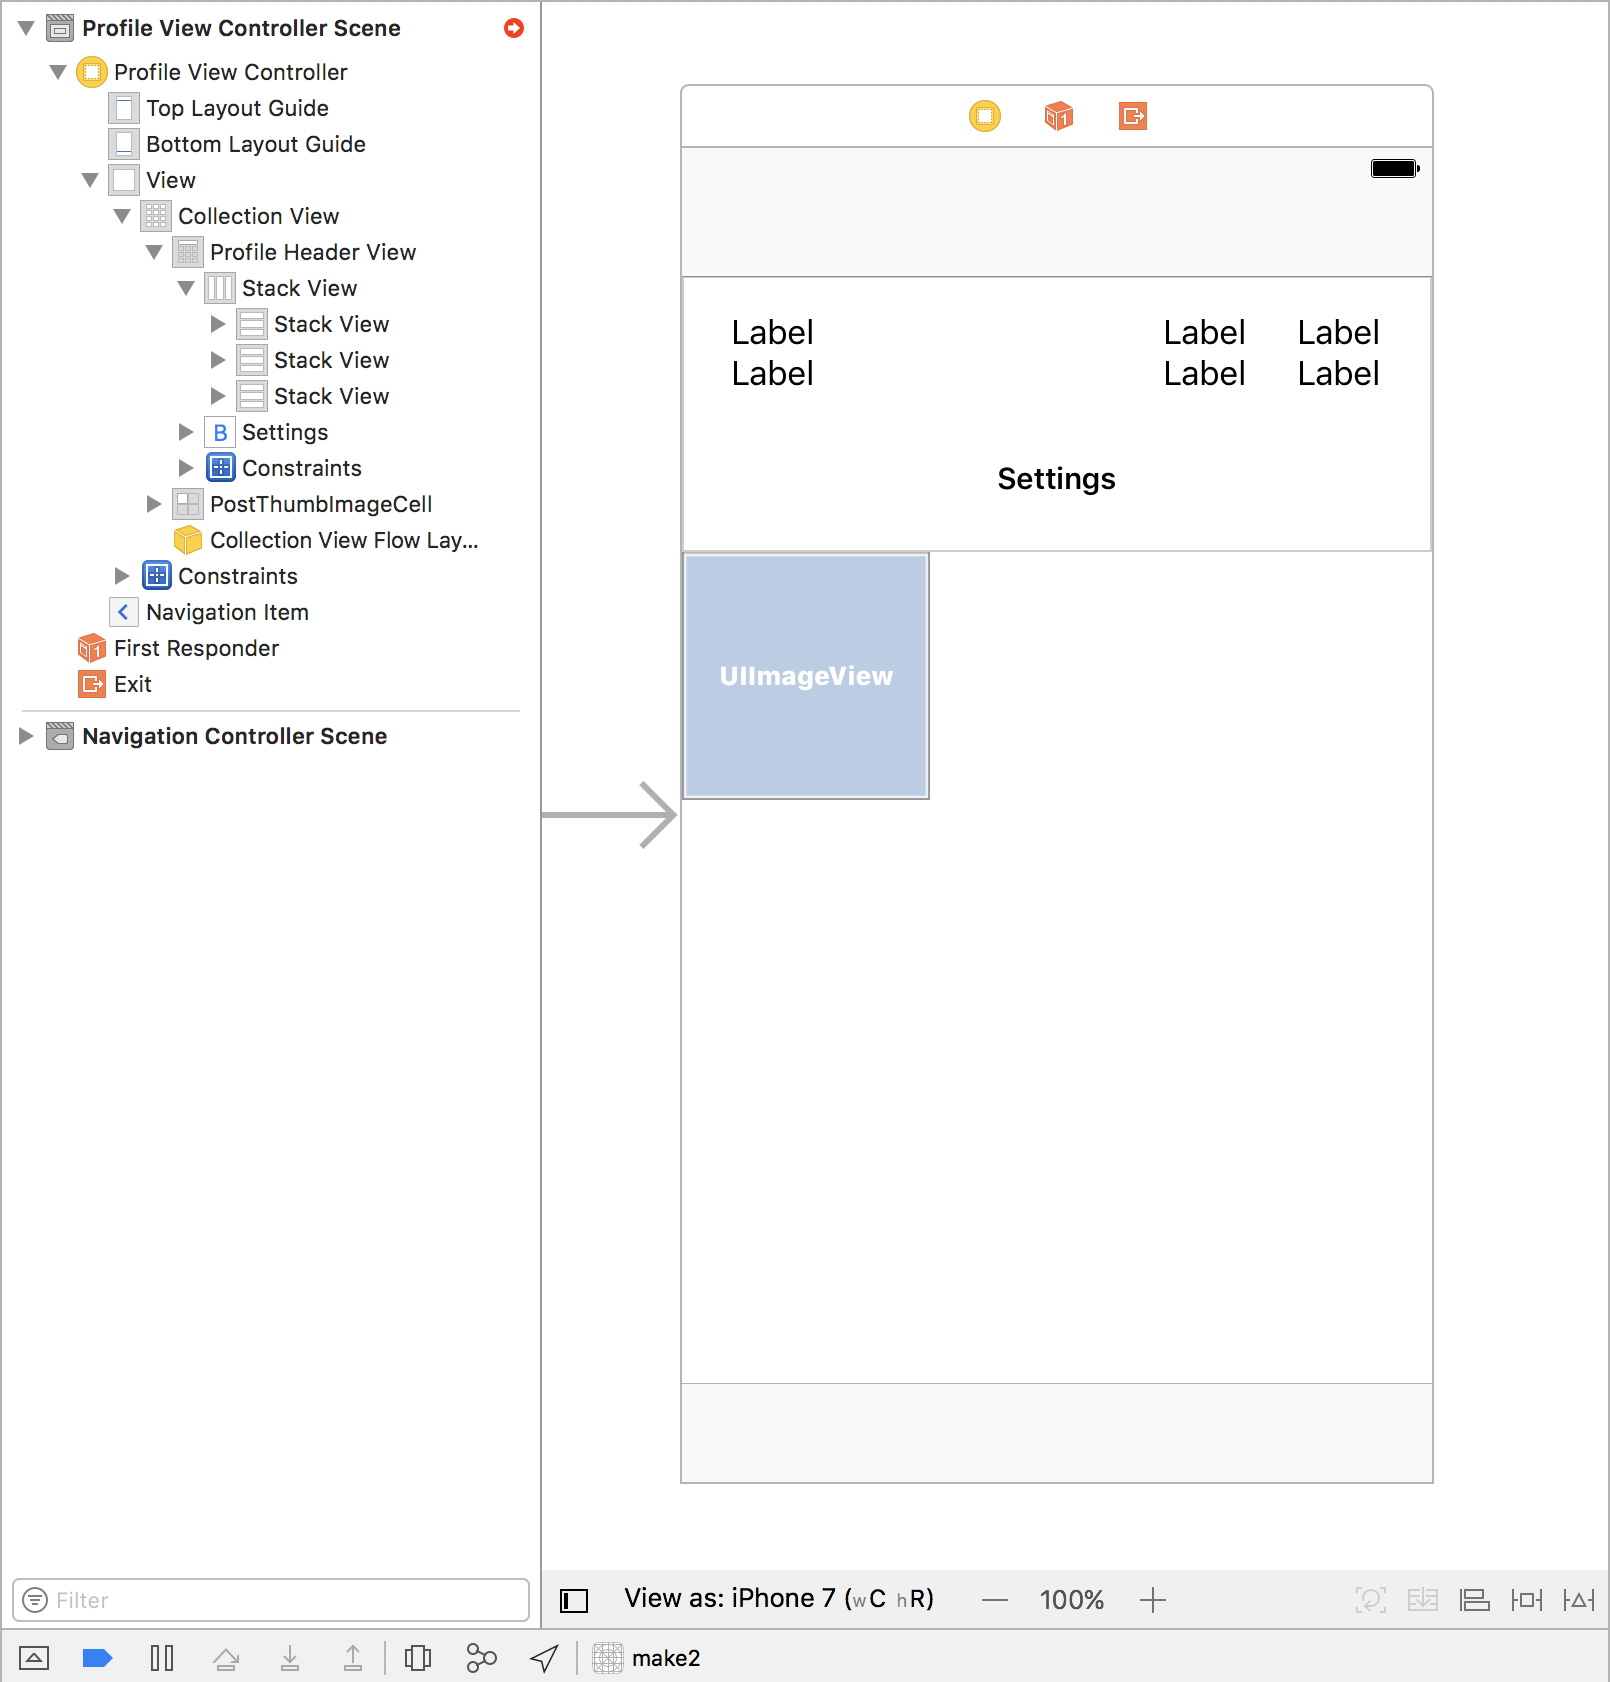 Profile View Controller Scene
Profile View Controller
Top Layout Guide
Bottom Layout Guide
View
Collection View
Profile Header View
Stack View
Stack View
Stack View
Stack View
B Settings
Constraints
PostThumbImageCell
Collection View Flow Lay...
Constraints
Navigation Item
1 First Responder
Exit
Navigation Controller Scene
Filter
1
Label Label Label
Label Label Label
Settings
UIImageView
View as: iPhone 7 (wC hR) — 100% +
make2